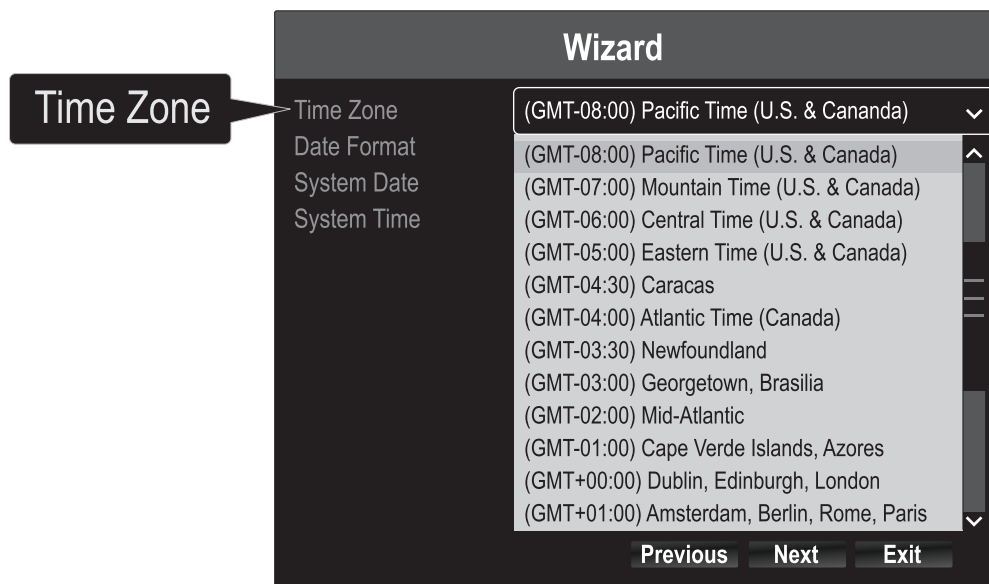 Wizard
Time Zone
Time Zone
(GMT-08:00) Pacific Time (U.S. & Cananda)
Date Format
System Date
System Time
(GMT-08:00) Pacific Time (U.S. & Canada)
(GMT-07:00) Mountain Time (U.S. & Canada)
(GMT-06:00) Central Time (U.S. & Canada)
(GMT-05:00) Eastern Time (U.S. & Canada)
(GMT-04:30) Caracas
(GMT-04:00) Atlantic Time (Canada)
(GMT-03:30) Newfoundland
(GMT-03:00) Georgetown, Brasilia
(GMT-02:00) Mid-Atlantic
(GMT-01:00) Cape Verde Islands, Azores
(GMT+00:00) Dublin, Edinburgh, London
(GMT+01:00) Amsterdam, Berlin, Rome, Paris
Previous Next Exit